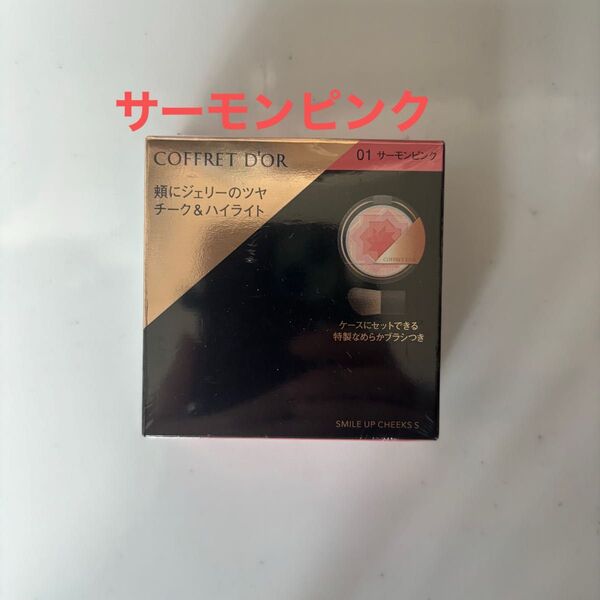 サーモンピンク
COFFRET D'OR
01 サーモンピンク
頬にジェリーのツヤ
チーク&ハイライト
COFFRET D'OR
ケースにセットできる
特製なめらかブラシつき
SMILE UP CHEEKS S